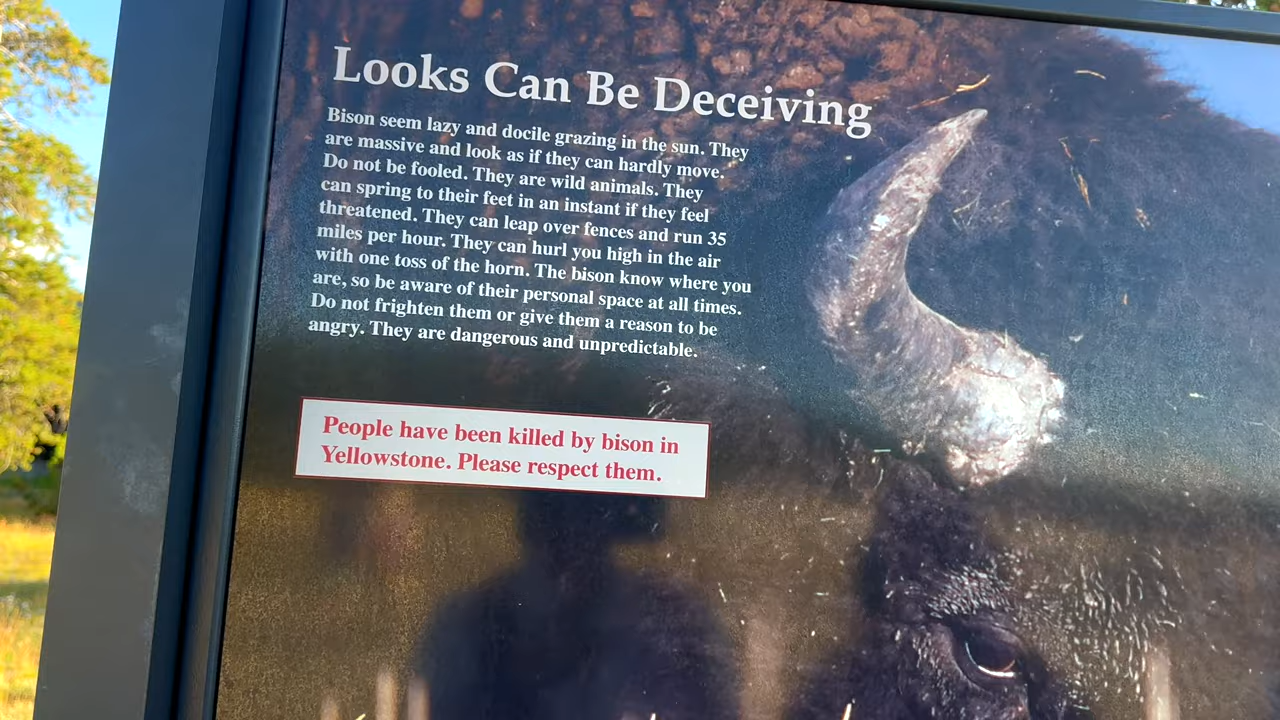 Looks Can Be Deceiving
Bison seem lazy and docile grazing in the sun. They
are massive and look as if they can hardly move.
Do not be fooled. They are wild animals. They
can spring to their feet in an instant if they feel
threatened. They can leap over fences and run 35
miles per hour. They can hurl you high in the air
with one toss of the horn. The bison know where you
are, so be aware of their personal space at all times.
Do not frighten them or give them a reason to be
angry. They are dangerous and unpredictable.
People have been killed by bison in
Yellowstone. Please respect them.